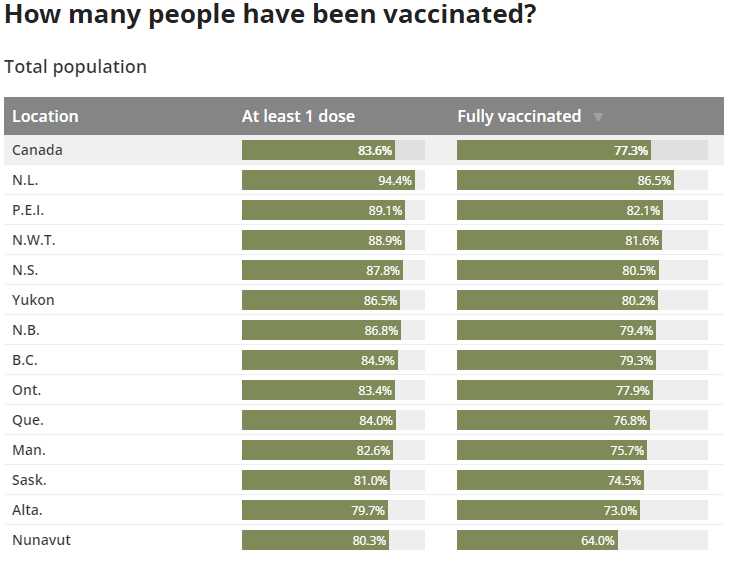 How many people have been vaccinated?
Total population
Location At least 1 dose Fully vaccinated ▼
Canada 83.6% 77.3%
N.L. 94.4% 86.5%
P.E.I. 89.1% 82.1%
N.W.T. 88.9% 81.6%
N.S. 87.8% 80.5%
Yukon 86.5% 80.2%
N.B. 86.8% 79.4%
B.C. 84.9% 79.3%
Ont. 83.4% 77.9%
Que. 84.0% 76.8%
Man. 82.6% 75.7%
Sask. 81.0% 74.5%
Alta. 79.7% 73.0%
Nunavut 80.3% 64.0%